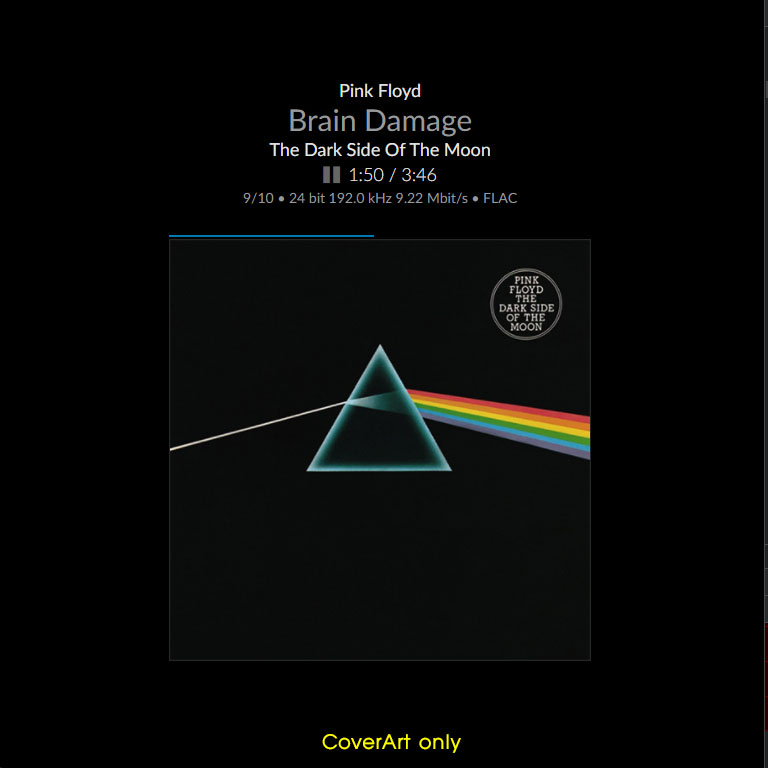 Pink Floyd
Brain Damage
The Dark Side Of The Moon
1:50 / 3:46
9/10 • 24 bit 192.0 kHz 9.22 Mbit/s • FLAC
PINK
FLOYD
THE
DARK SIDE
OF THE
MOON
CoverArt only